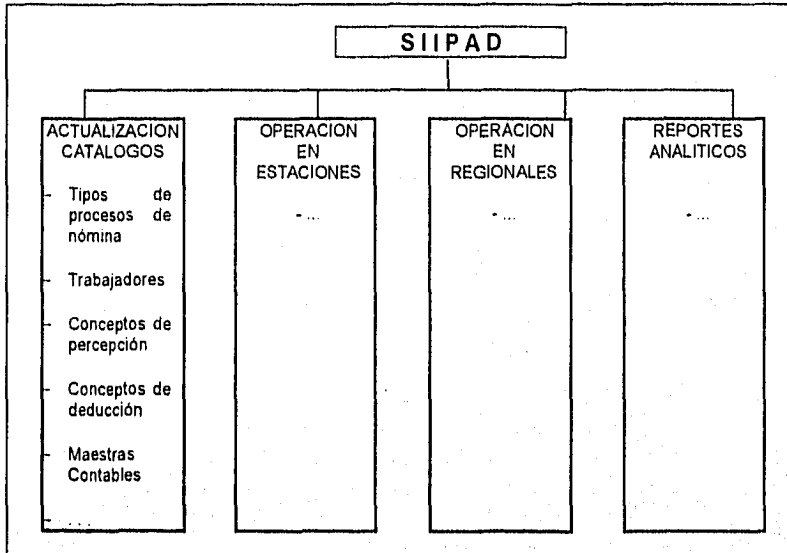 SIIPAD
ACTUALIZACION
CATALOGOS
- Tipos de
procesos de
nómina
- Trabajadores
- Conceptos de
percepción
- Conceptos de
deducción
- Maestras
Contables
- ...
OPERACION
EN
ESTACIONES
- ...
OPERACION
EN
REGIONALES
- ...
REPORTES
ANALITICOS
- ...